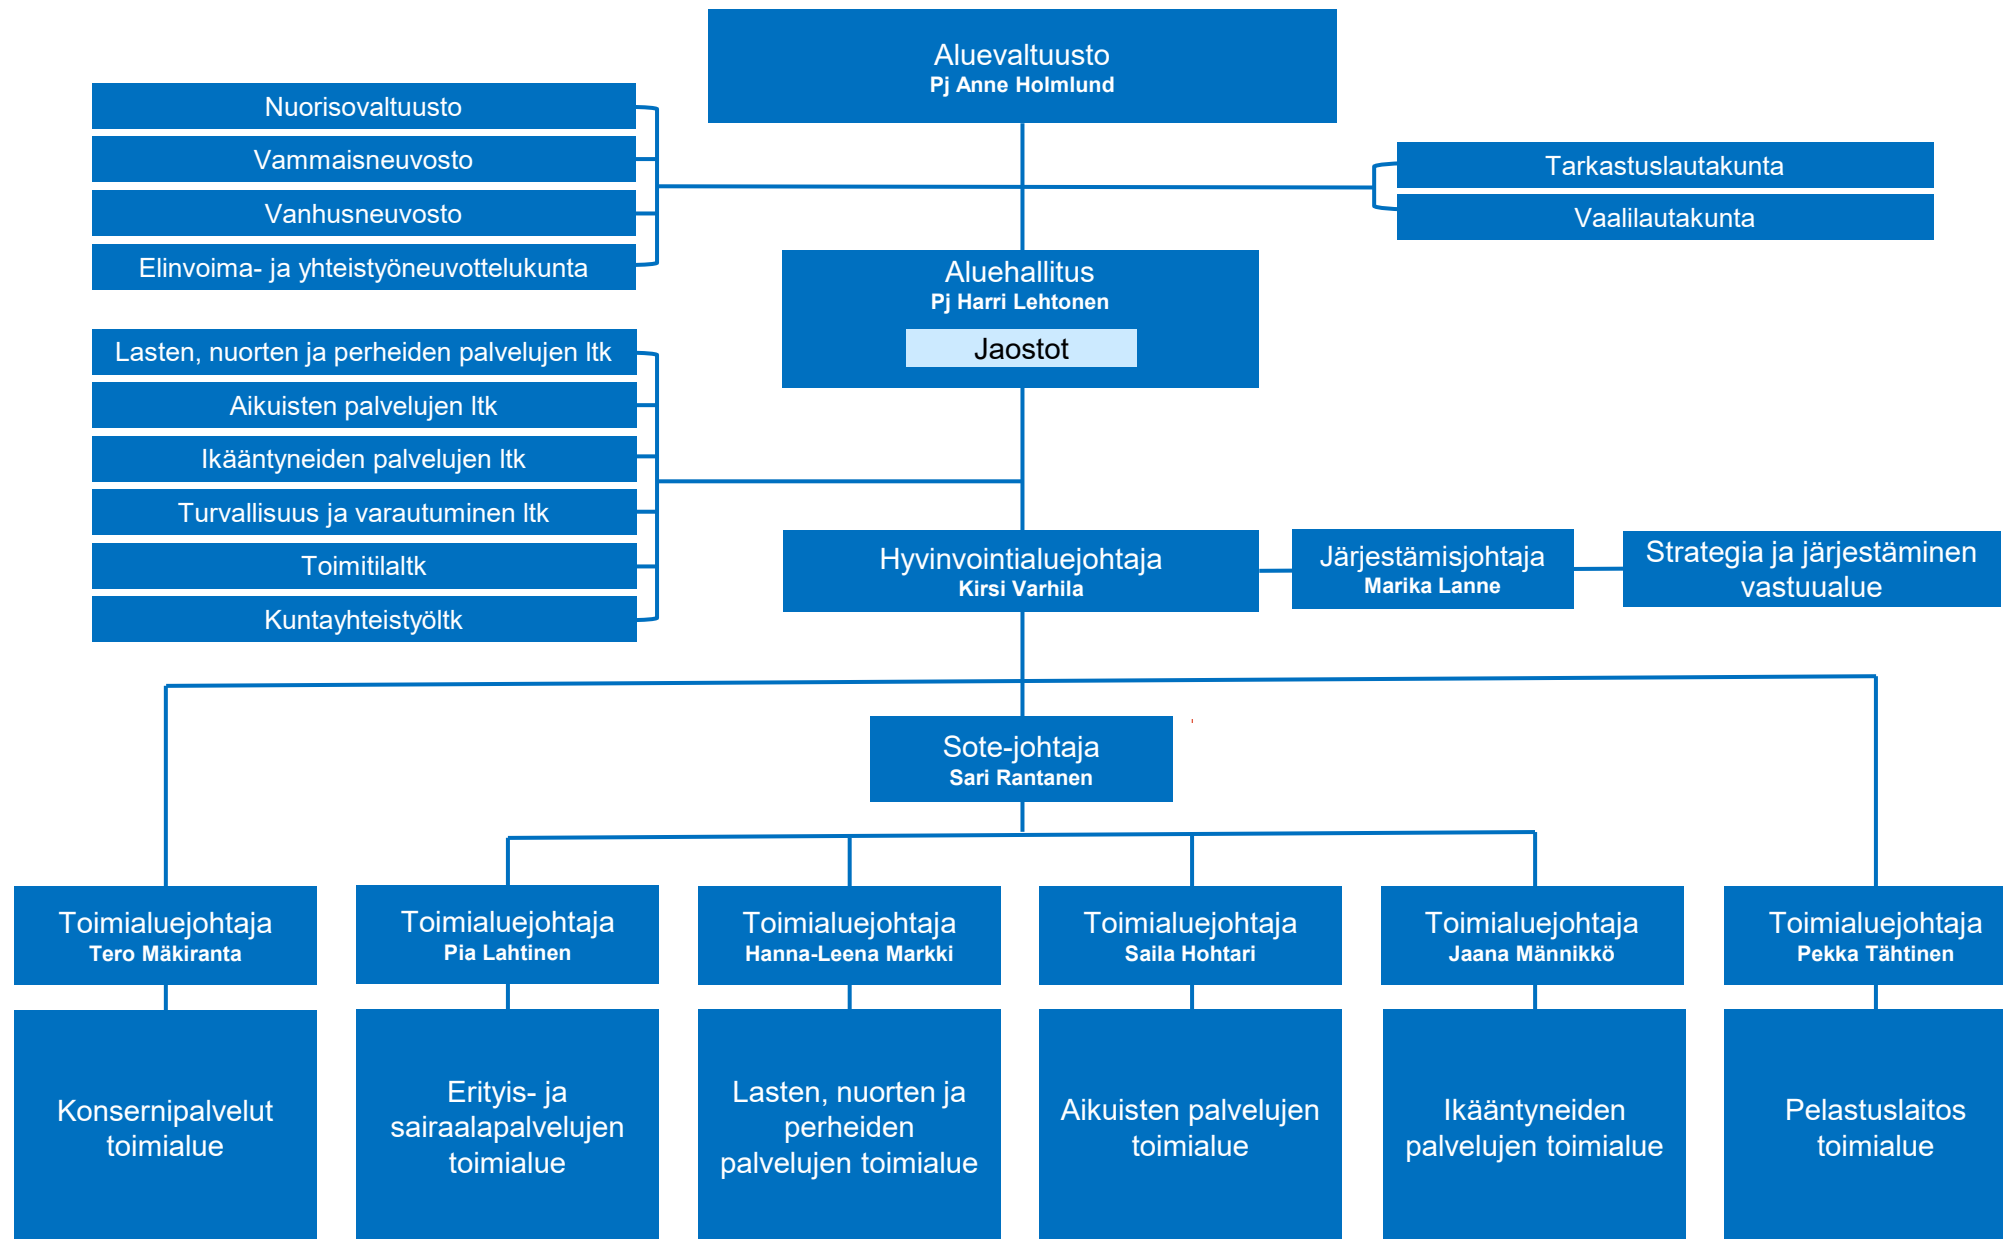 Aluevaltuusto
Pj Anne Holmlund
Nuorisovaltuusto
Vammaisneuvosto
Vanhusneuvosto
Elinvoima- ja yhteistyöneuvottelukunta
Tarkastuslautakunta
Vaalilautakunta
Aluehallitus
Pj Harri Lehtonen
Jaostot
Lasten, nuorten ja perheiden palvelujen ltk
Aikuisten palvelujen ltk
Ikääntyneiden palvelujen ltk
Turvallisuus ja varautuminen ltk
Toimitilaltk
Kuntayhteistyöltk
Hyvinvointialuejohtaja
Kirsi Varhila
Järjestämisjohtaja
Marika Lanne
Strategia ja järjestäminen
vastuualue
Sote-johtaja
Sari Rantanen
Toimialuejohtaja
Tero Mäkiranta
Toimialuejohtaja
Pia Lahtinen
Toimialuejohtaja
Hanna-Leena Markki
Toimialuejohtaja
Saila Hohtari
Toimialuejohtaja
Jaana Männikkö
Toimialuejohtaja
Pekka Tähtinen
Konsernipalvelut
toimialue
Erityis- ja
sairaalapalvelujen
toimialue
Lasten, nuorten ja
perheiden
palvelujen toimialue
Aikuisten palvelujen
toimialue
Ikääntyneiden
palvelujen toimialue
Pelastuslaitos
toimialue